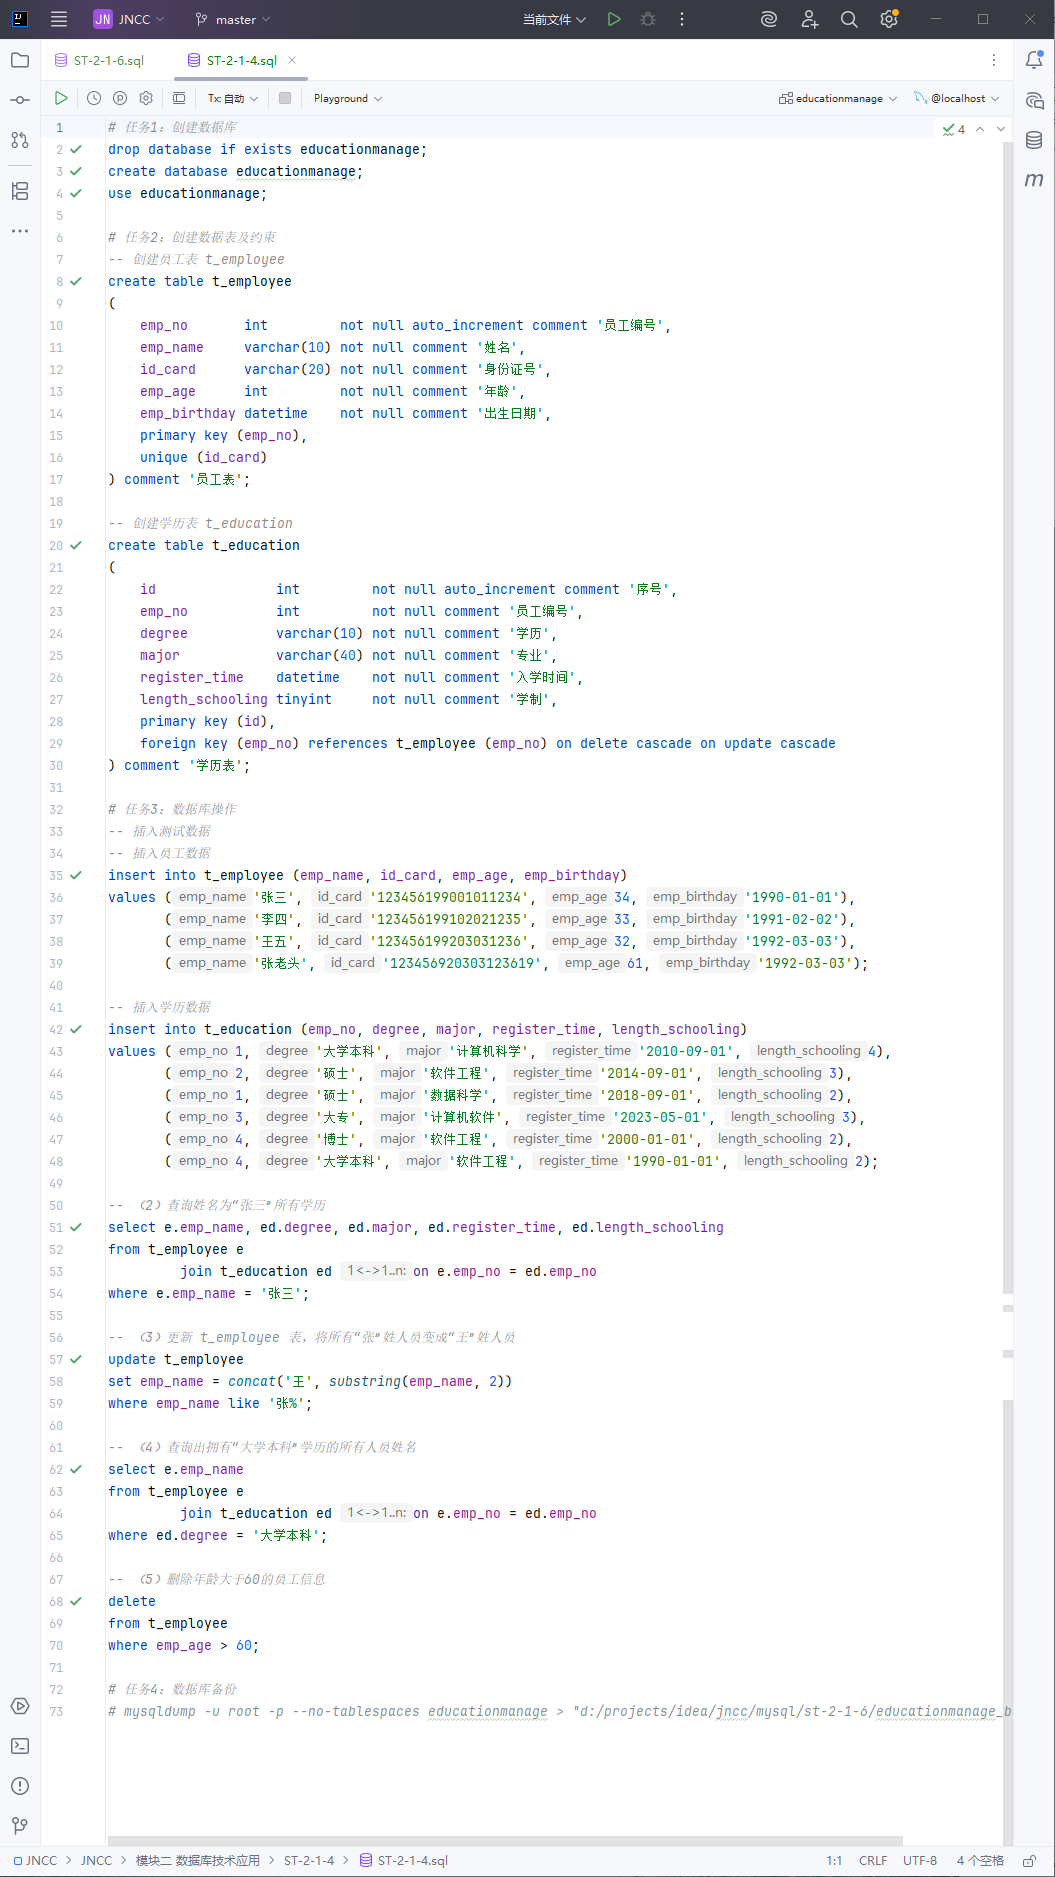 JN JNCC master 当前文件
ST-2-1-6.sql ST-2-1-4.sql
Tx: 自动 Playground educationmanage @localhost
1 # 任务1：创建数据库 4
2 drop database if exists educationmanage;
3 create database educationmanage;
4 use educationmanage;
5
6 # 任务2：创建数据表及约束
7 -- 创建员工表 t_employee
8 create table t_employee
9 (
10 emp_no int not null auto_increment comment '员工编号',
11 emp_name varchar(10) not null comment '姓名',
12 id_card varchar(20) not null comment '身份证号',
13 emp_age int not null comment '年龄',
14 emp_birthday datetime not null comment '出生日期',
15 primary key (emp_no),
16 unique (id_card)
17 ) comment '员工表';
18
19 -- 创建学历表 t_education
20 create table t_education
21 (
22 id int not null auto_increment comment '序号',
23 emp_no int not null comment '员工编号',
24 degree varchar(10) not null comment '学历',
25 major varchar(40) not null comment '专业',
26 register_time datetime not null comment '入学时间',
27 length_schooling tinyint not null comment '学制',
28 primary key (id),
29 foreign key (emp_no) references t_employee (emp_no) on delete cascade on update cascade
30 ) comment '学历表';
31
32 # 任务3：数据库操作
33 -- 插入测试数据
34 -- 插入员工数据
35 insert into t_employee (emp_name, id_card, emp_age, emp_birthday)
36 values ( emp_name '张三', id_card '123456199001011234', emp_age 34, emp_birthday '1990-01-01'),
37 ( emp_name '李四', id_card '123456199102021235', emp_age 33, emp_birthday '1991-02-02'),
38 ( emp_name '王五', id_card '123456199203031236', emp_age 32, emp_birthday '1992-03-03'),
39 ( emp_name '张老头', id_card '123456920303123619', emp_age 61, emp_birthday '1992-03-03');
40
41 -- 插入学历数据
42 insert into t_education (emp_no, degree, major, register_time, length_schooling)
43 values ( emp_no 1, degree '大学本科', major '计算机科学', register_time '2010-09-01', length_schooling 4),
44 ( emp_no 2, degree '硕士', major '软件工程', register_time '2014-09-01', length_schooling 3),
45 ( emp_no 1, degree '硕士', major '数据科学', register_time '2018-09-01', length_schooling 2),
46 ( emp_no 3, degree '大专', major '计算机软件', register_time '2023-05-01', length_schooling 3),
47 ( emp_no 4, degree '博士', major '软件工程', register_time '2000-01-01', length_schooling 2),
48 ( emp_no 4, degree '大学本科', major '软件工程', register_time '1990-01-01', length_schooling 2);
49
50 -- （2）查询姓名为“张三”所有学历
51 select e.emp_name, ed.degree, ed.major, ed.register_time, ed.length_schooling
52 from t_employee e
53 join t_education ed 1<->1..n: on e.emp_no = ed.emp_no
54 where e.emp_name = '张三';
55
56 -- （3）更新 t_employee 表，将所有“张”姓人员变成“王”姓人员
57 update t_employee
58 set emp_name = concat('王', substring(emp_name, 2))
59 where emp_name like '张%';
60
61 -- （4）查询出拥有“大学本科”学历的所有人员姓名
62 select e.emp_name
63 from t_employee e
64 join t_education ed 1<->1..n: on e.emp_no = ed.emp_no
65 where ed.degree = '大学本科';
66
67 -- （5）删除年龄大于60的员工信息
68 delete
69 from t_employee
70 where emp_age > 60;
71
72 # 任务4：数据库备份
73 # mysqldump -u root -p --no-tablespaces educationmanage > "d:/projects/idea/jncc/mysql/st-2-1-6/educationmanage_b
JNCC > JNCC > 模块二 数据库技术应用 > ST-2-1-4 > ST-2-1-4.sql 1:1 CRLF UTF-8 4 个空格